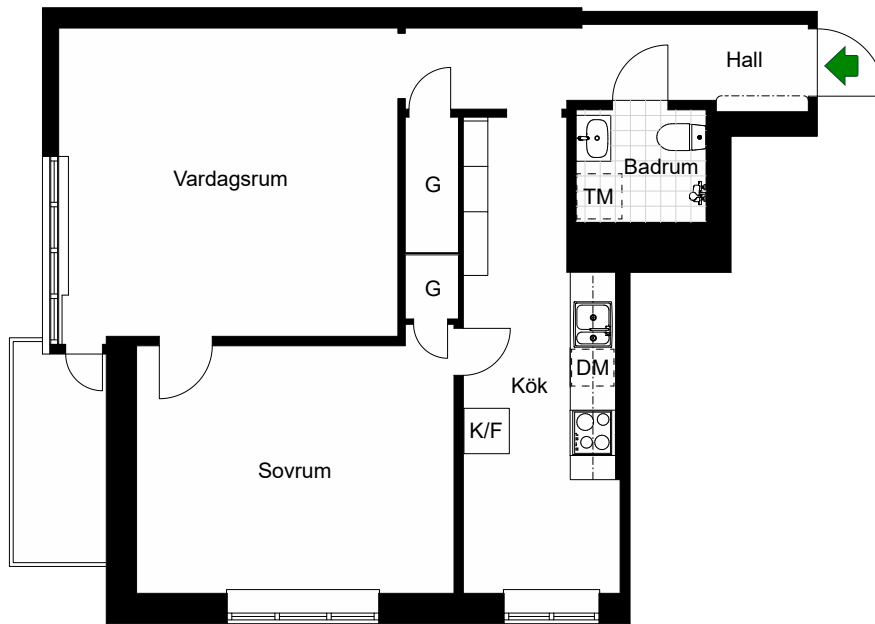 Hall
Vardagsrum
G
Badrum
TM
G
DM
Kök
K/F
Sovrum